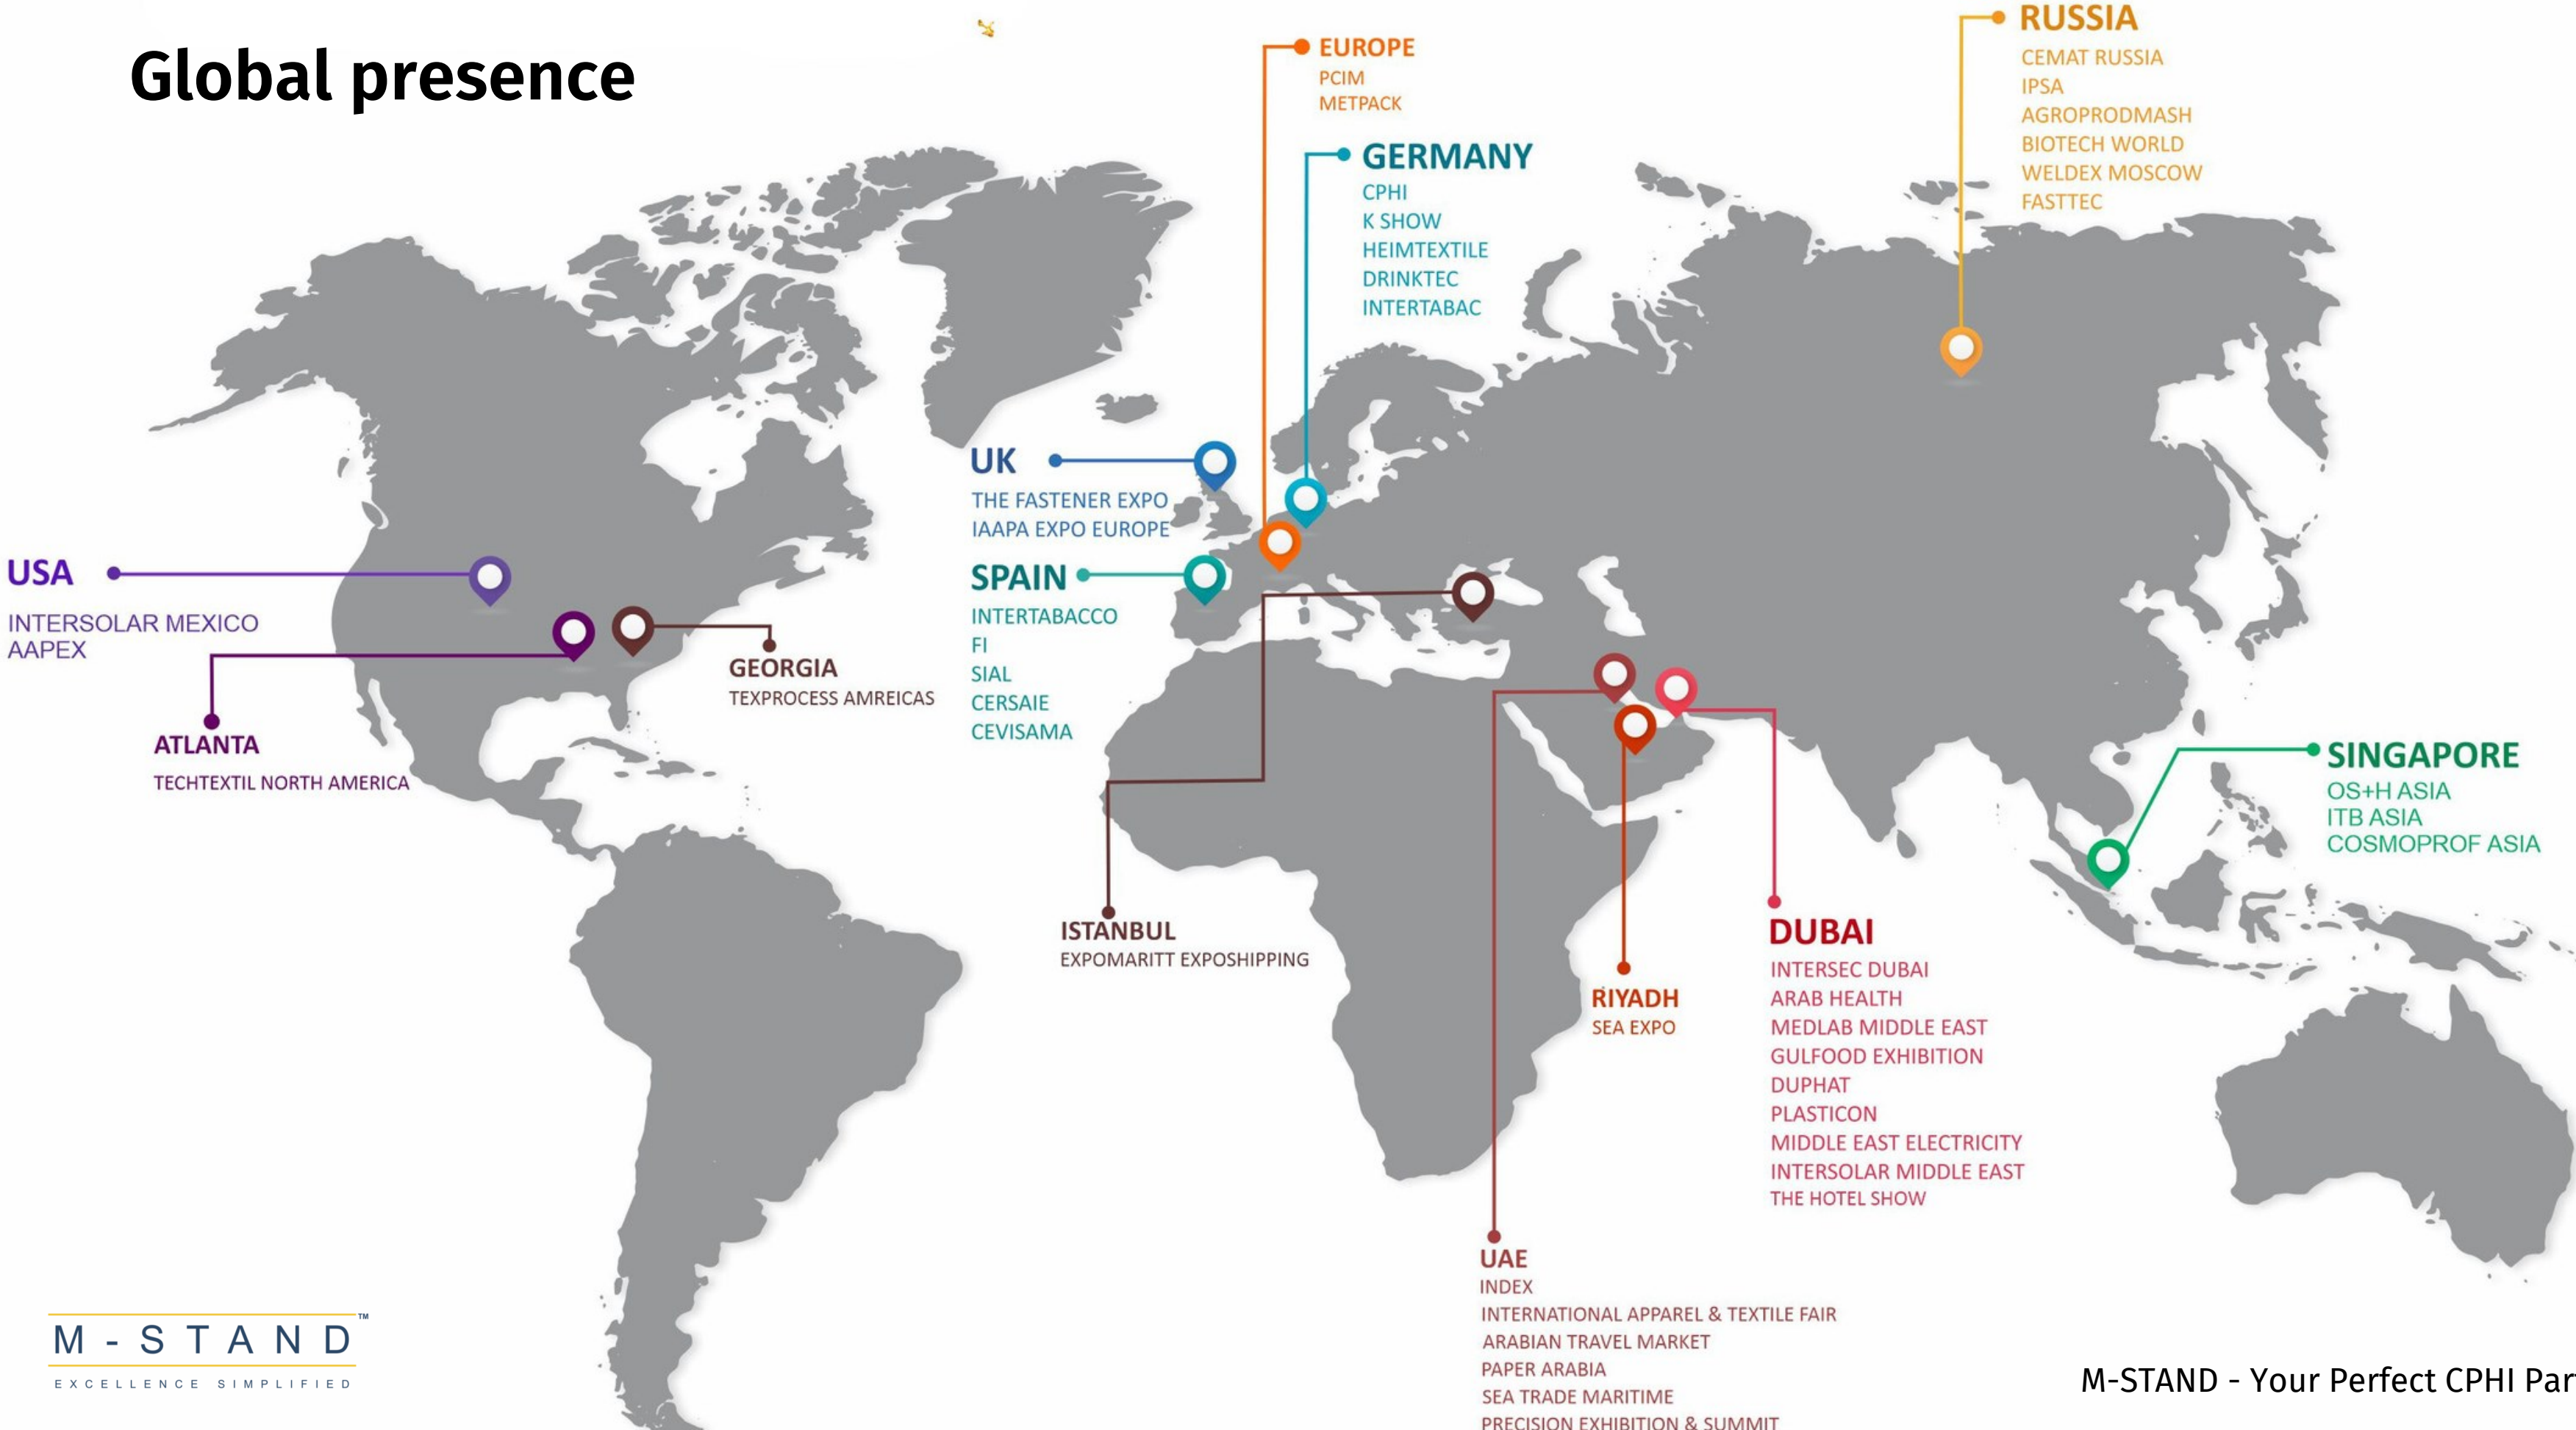 Global presence
EUROPE
PCIM
METPACK
RUSSIA
CEMAT RUSSIA
IPSA
AGROPRODMASH
BIOTECH WORLD
WELDEX MOSCOW
FASTTEC
GERMANY
CPHI
K SHOW
HEIMTEXTILE
DRINKTEC
INTERTABAC
UK
THE FASTENER EXPO
IAAPA EXPO EUROPE
USA
INTERSOLAR MEXICO
AAPEX
SPAIN
INTERTABACCO
FI
SIAL
CERSAIE
CEVISAMA
GEORGIA
TEXPROCESS AMREICAS
ATLANTA
TECHTEXTIL NORTH AMERICA
SINGAPORE
OS+H ASIA
ITB ASIA
COSMOPROF ASIA
ISTANBUL
EXPOMARITT EXPOSHIPPING
RIYADH
SEA EXPO
DUBAI
INTERSEC DUBAI
ARAB HEALTH
MEDLAB MIDDLE EAST
GULFOOD EXHIBITION
DUPHAT
PLASTICON
MIDDLE EAST ELECTRICITY
INTERSOLAR MIDDLE EAST
THE HOTEL SHOW
UAE
INDEX
INTERNATIONAL APPAREL & TEXTILE FAIR
ARABIAN TRAVEL MARKET
PAPER ARABIA
SEA TRADE MARITIME
PRECISION EXHIBITION & SUMMIT
M-STAND™
EXCELLENCE SIMPLIFIED
M-STAND - Your Perfect CPHI Par